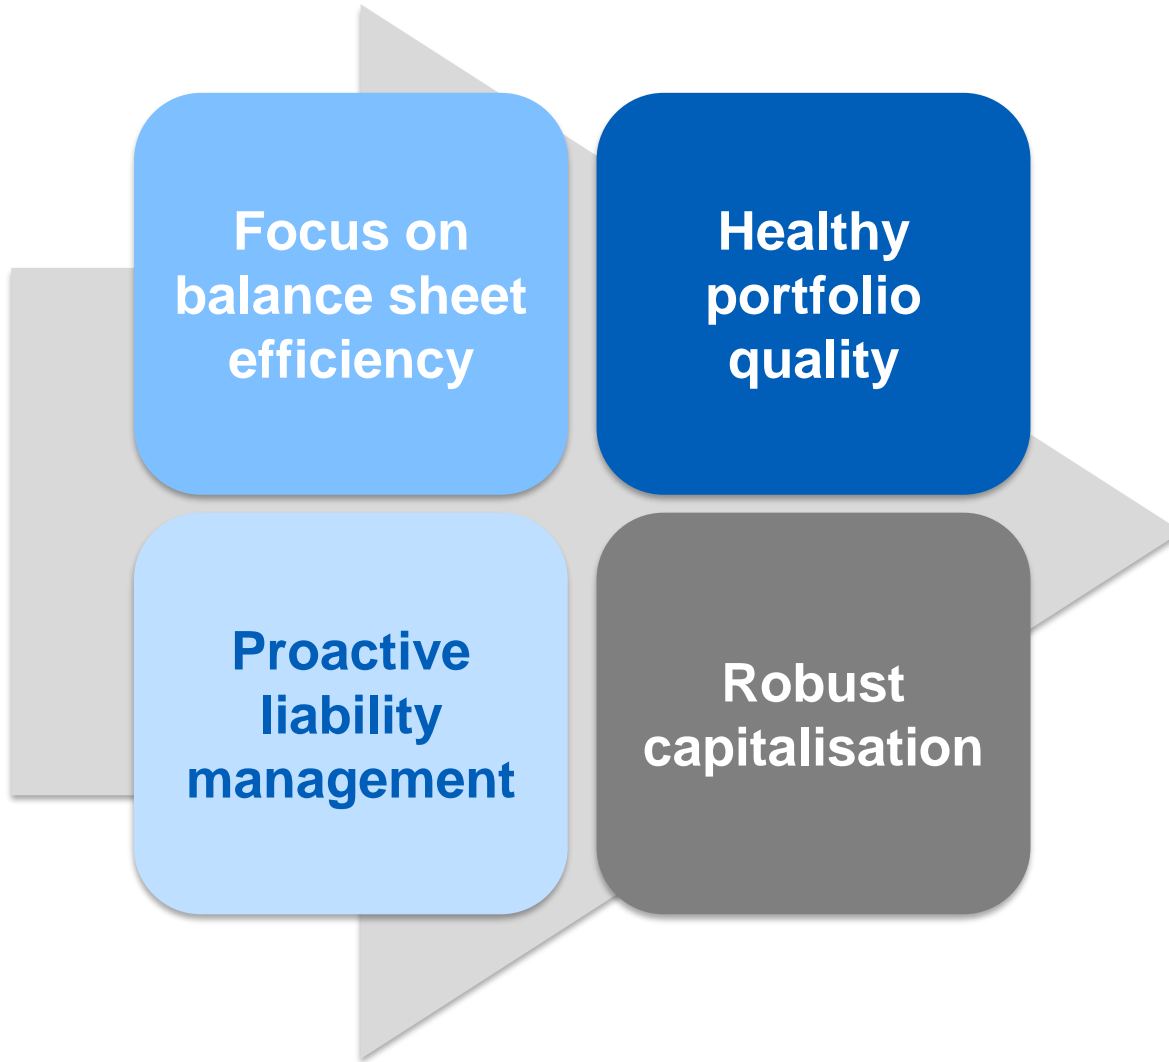 Focus on
balance sheet
efficiency
Healthy
portfolio
quality
Proactive
liability
management
Robust
capitalisation